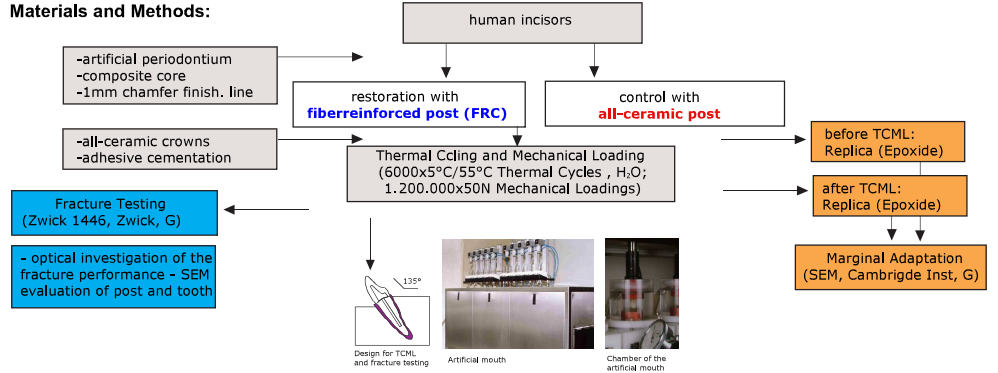 Materials and Methods:
human incisors
-artificial periodontium
-composite core
-1mm chamfer finish. line
restoration with
fiberreinforced post (FRC)
control with
all-ceramic post
-all-ceramic crowns
-adhesive cementation
before TCML:
Replica (Epoxide)
Thermal Ccling and Mechanical Loading
(6000x5°C/55°C Thermal Cycles , H₂O;
1.200.000x50N Mechanical Loadings)
after TCML:
Replica (Epoxide)
Fracture Testing
(Zwick 1446, Zwick, G)
- optical investigation of the
fracture performance - SEM
evaluation of post and tooth
Marginal Adaptation
(SEM, Cambrigde Inst, G)
135°
Design for TCML
and fracture testing
Artificial mouth
Chamber of the
artificial mouth